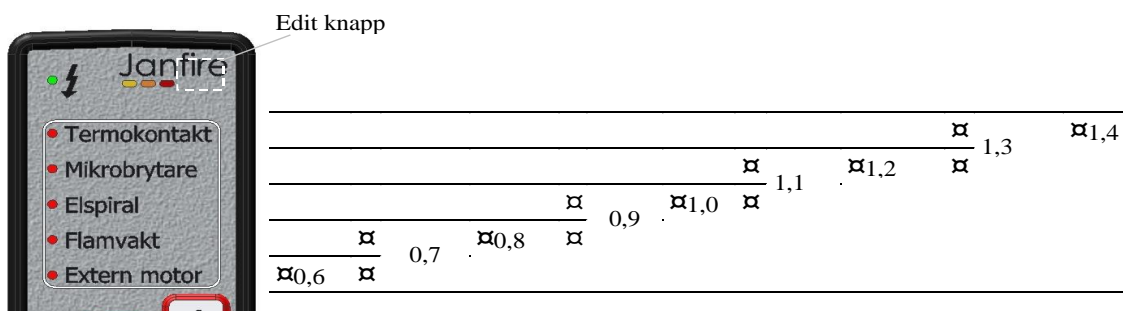 Edit knapp
Janfire
Termokontakt ¤ 1,3 ¤1,4
Mikrobrytare ¤ 1,1 ¤1,2 ¤
Elspiral ¤ 0,9 ¤1,0 ¤
Flamvakt ¤ 0,7 ¤0,8 ¤
Extern motor ¤0,6 ¤